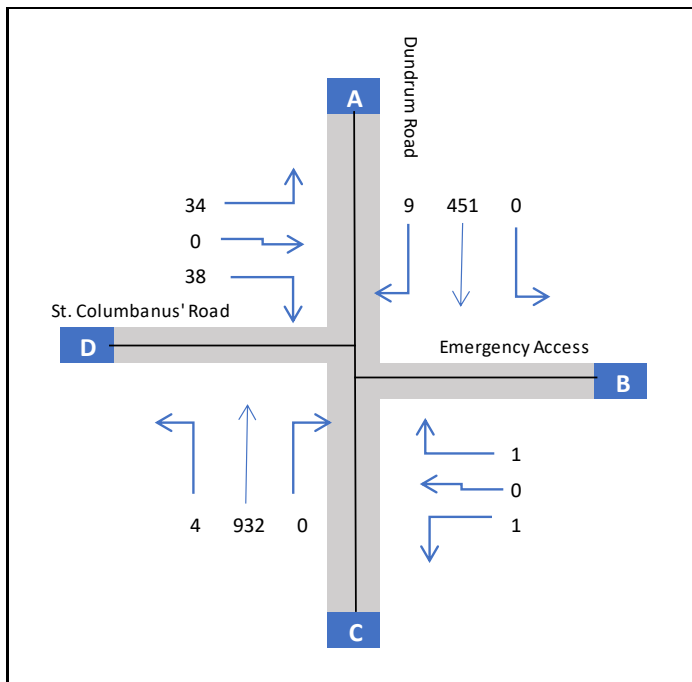 A
Dundrum Road
34
0
38
9 451 0
St. Columbanus' Road
D
Emergency Access
B
4 932 0
1
0
1
C